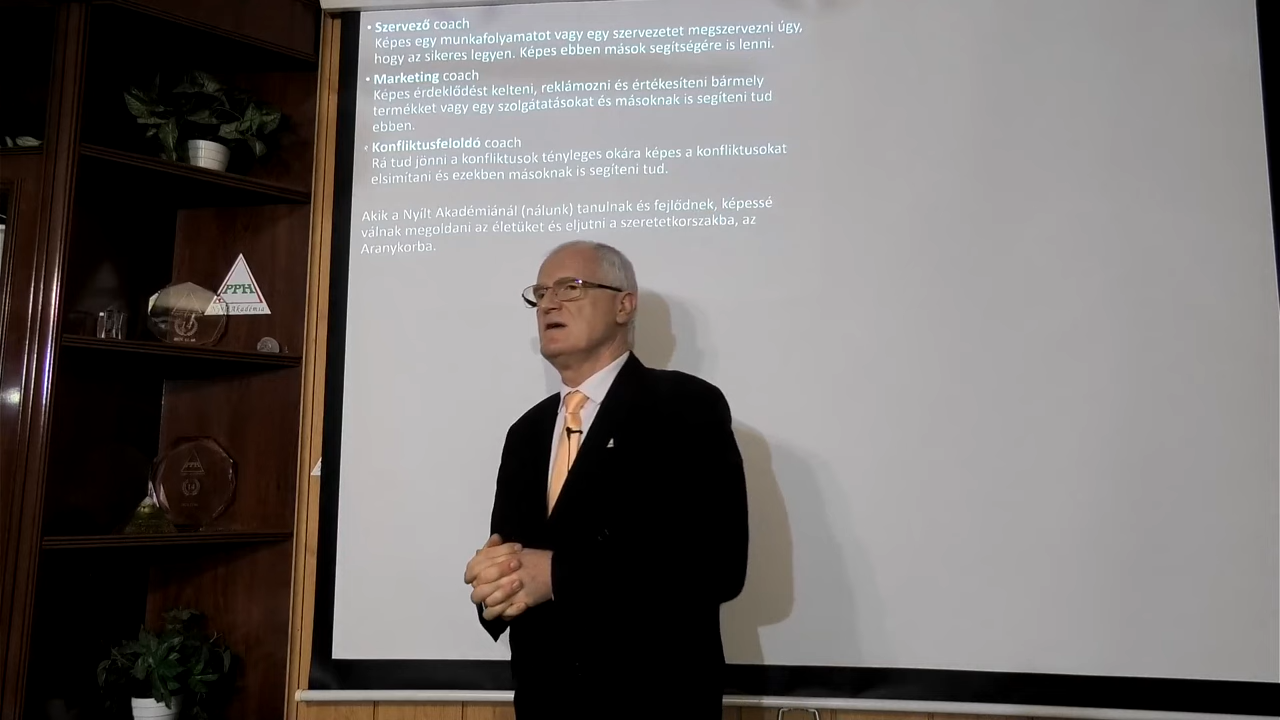 • Szervező coach
Képes egy munkafolyamatot vagy egy szervezetet megszervezni úgy,
hogy az sikeres legyen. Képes ebben mások segítségére is lenni.
• Marketing coach
Képes érdeklődést kelteni, reklámozni és értékesíteni bármely
termékket vagy egy szolgátatásokat és másoknak is segíteni tud
ebben.
• Konfliktusfeloldó coach
Rá tud jönni a konfliktusok tényleges okára képes a konfliktusokat
elsimítani és ezekben másoknak is segíteni tud.
Akik a Nyílt Akadémiánál (nálunk) tanulnak és fejlődnek, képessé
válnak megoldani az életüket és eljutni a szeretetkorszakba, az
Aranykorba.
PPH
Akadémia